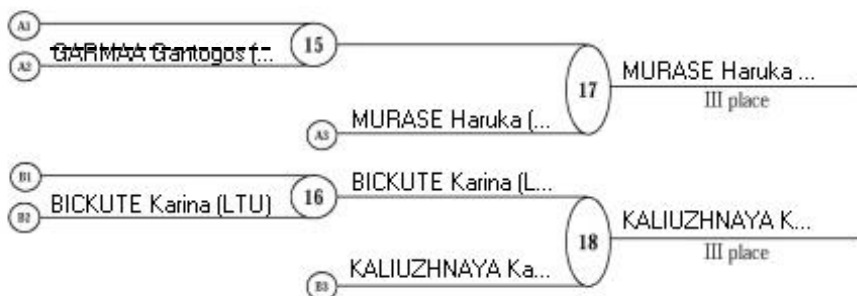 A1
GARMAA Gantogos (...
A2
15
MURASE Haruka ...
17
III place
MURASE Haruka (...
A3
B1
BICKUTE Karina (L...
BICKUTE Karina (LTU)
16
B2
KALIUZHNAYA K...
18
III place
KALIUZHNAYA Ka...
B3